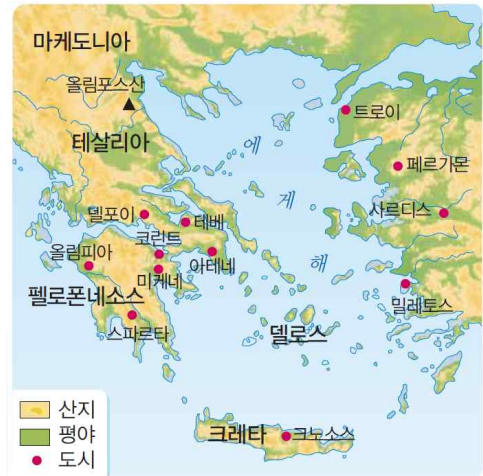 마케도니아
올림포스산
테살리아
트로이
에
게
해
페르가몬
사르디스
델포이
테베
코린트
올림피아
아테네
미케네
펠로폰네소스
밀레토스
스파르타
델로스
산지
평야
도시
크레타
크노소스